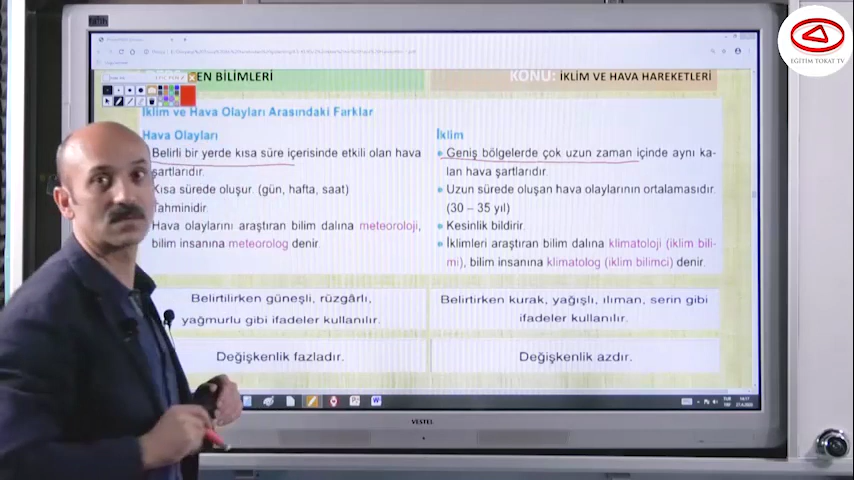 EĞİTİM TOKAT TV
EN BİLİMLERİ
KONU: İKLİM VE HAVA HAREKETLERİ
İklim ve Hava Olayları Arasındaki Farklar
Hava Olayları
Belirli bir yerde kısa süre içerisinde etkili olan hava
şartlarıdır.
Kısa sürede oluşur. (gün, hafta, saat)
Tahminidir.
Hava olaylarını araştıran bilim dalına meteoroloji,
bilim insanına meteorolog denir.
İklim
Geniş bölgelerde çok uzun zaman içinde aynı ka-
lan hava şartlarıdır.
Uzun sürede oluşan hava olaylarının ortalamasıdır.
(30 – 35 yıl)
Kesinlik bildirir.
İklimleri araştıran bilim dalına klimatoloji (iklim bili-
mi), bilim insanına klimatolog (iklim bilimci) denir.
Belirtilirken güneşli, rüzgârlı,
yağmurlu gibi ifadeler kullanılır.
Belirtirken kurak, yağışlı, ılıman, serin gibi
ifadeler kullanılır.
Değişkenlik fazladır.
Değişkenlik azdır.
VESTEL